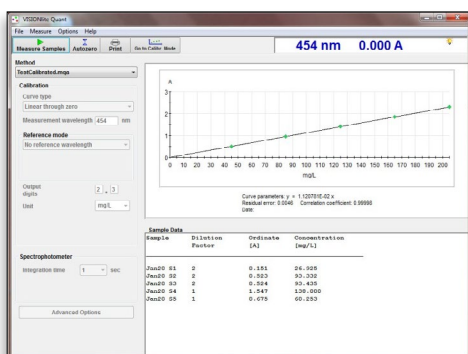 VISIONlite Quant
File Measure Options Help
Measure Samples Autozero Print Go to Calibr. Mode
454 nm 0.000 A
Method
TestCalibrated.mqa
Calibration
Curve type
Linear through zero
Measurement wavelength 454 nm
Reference mode
No reference wavelength
Output digits 2 . 3
Unit mg/L
Spectrophotometer
Integration time 1 sec
Advanced Options
A
3
2
1
0
0 10 20 30 40 50 60 70 80 90 100 110 120 130 140 150 160 170 180 190 200
mg/L
Curve parameters: y = 1.120781E-02 x
Residual error: 0.0046 Correlation coefficient: 0.99998
Date:
Sample Data
Sample Dilution Factor Ordinate [A] Concentration [mg/L]
Jan20 S1 2 0.151 26.925
Jan20 S2 2 0.523 93.332
Jan20 S3 2 0.524 93.435
Jan20 S4 1 1.547 138.000
Jan20 S5 1 0.675 60.253